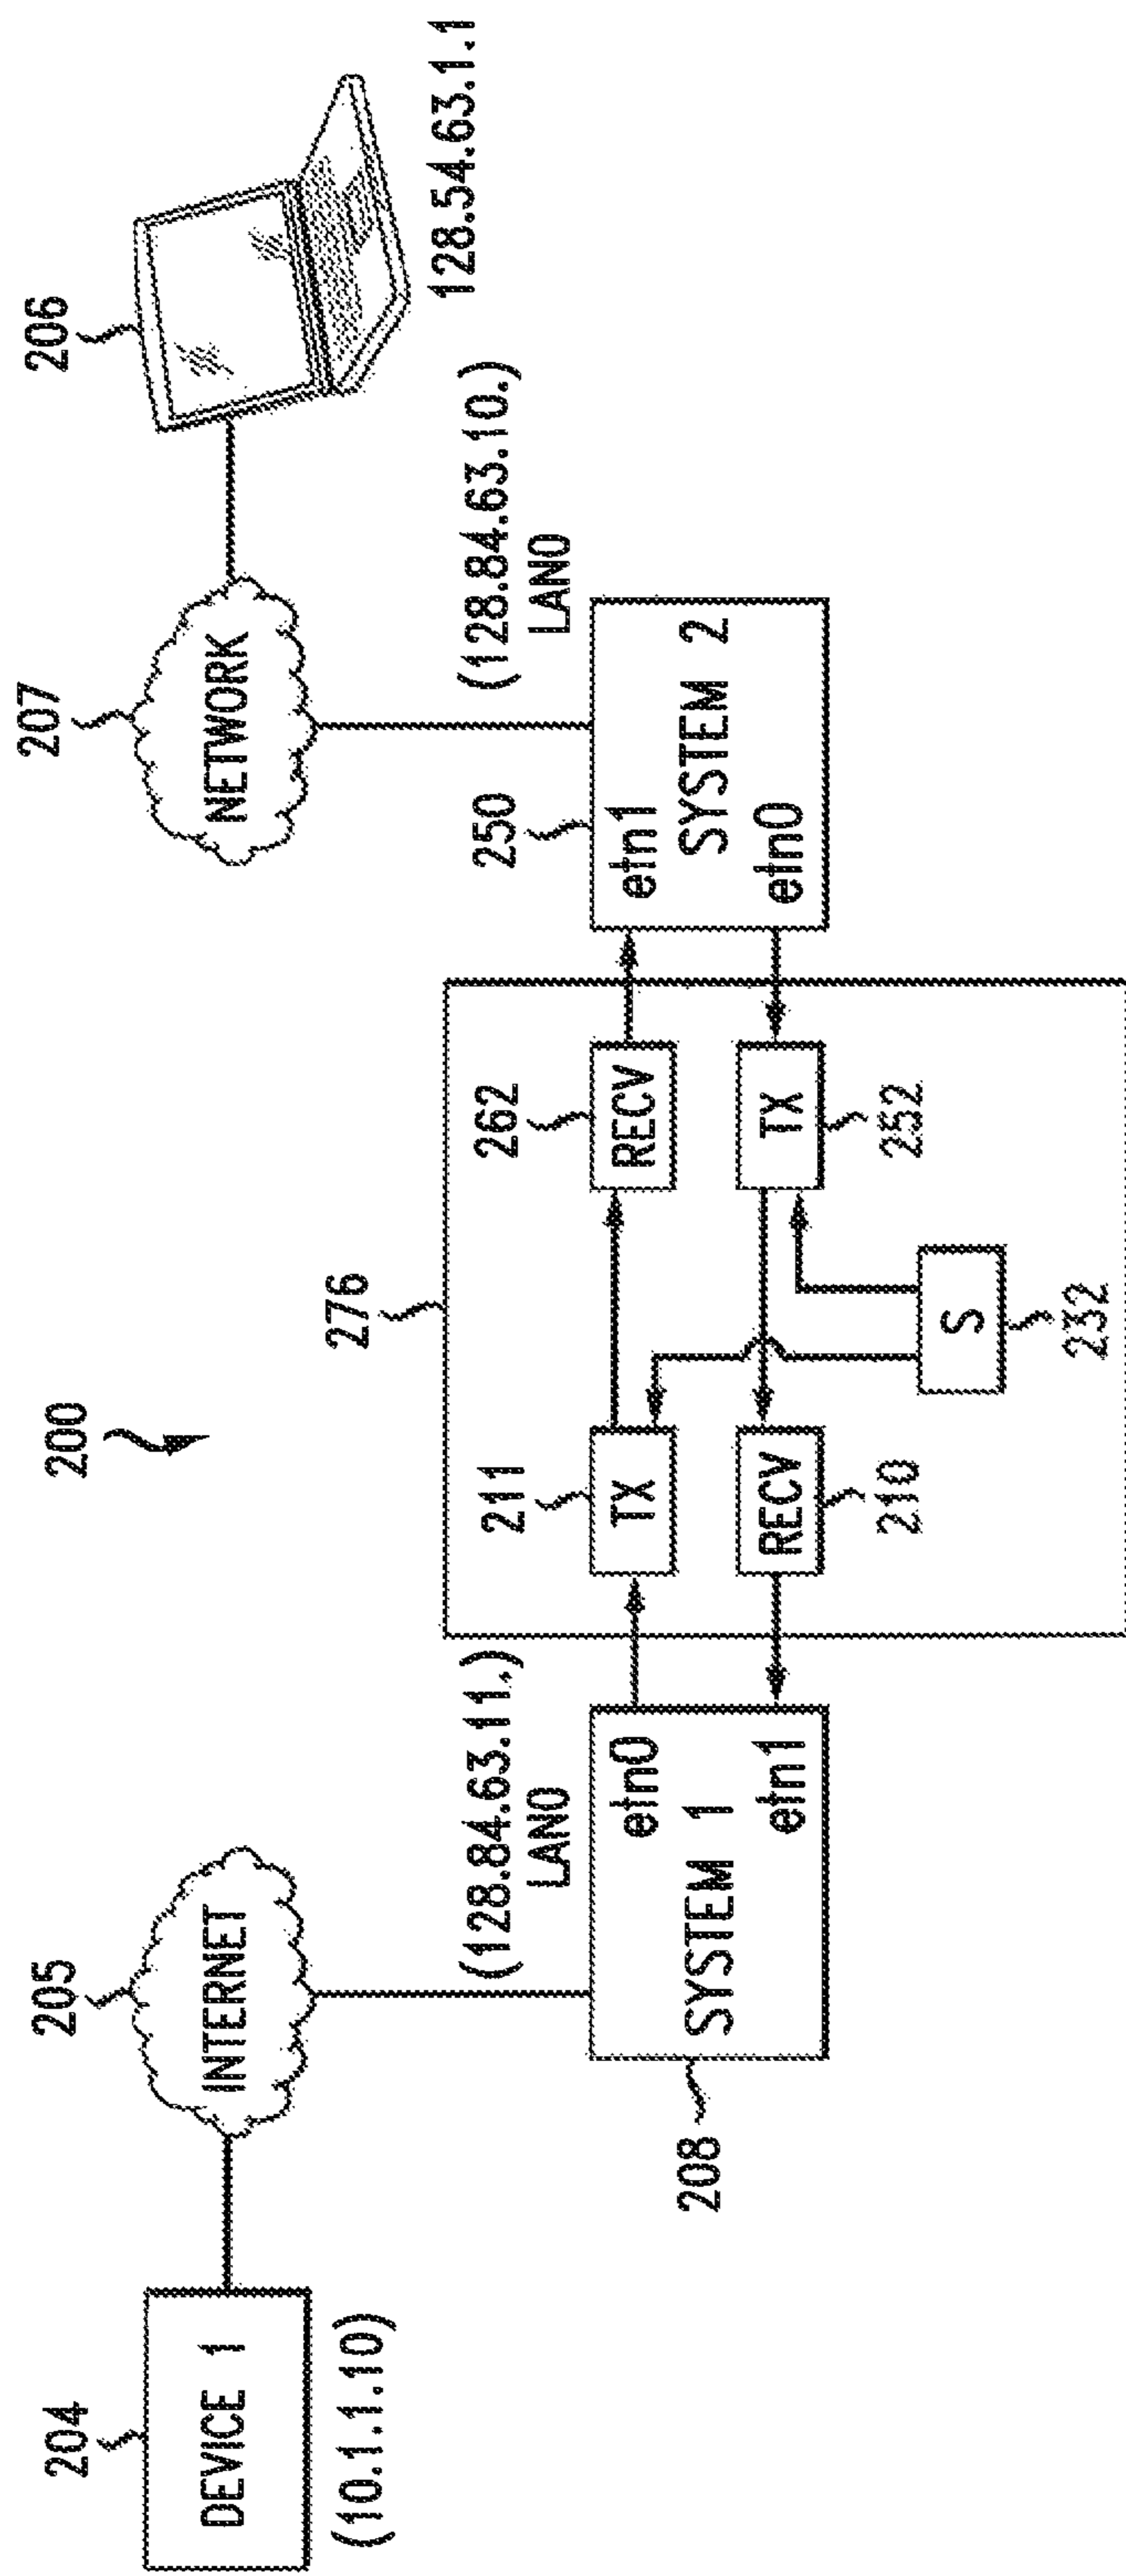 200
204
DEVICE 1
(10.1.1.10)
205
INTERNET
207
NETWORK
206
128.54.63.1.1
(128.84.63.11.)
LAN0
208
SYSTEM 1
etn0
etn1
276
211
TX
262
RECV
RECV
210
TX
252
S
232
(128.84.63.10.)
LAN0
250
etn1
SYSTEM 2
etn0